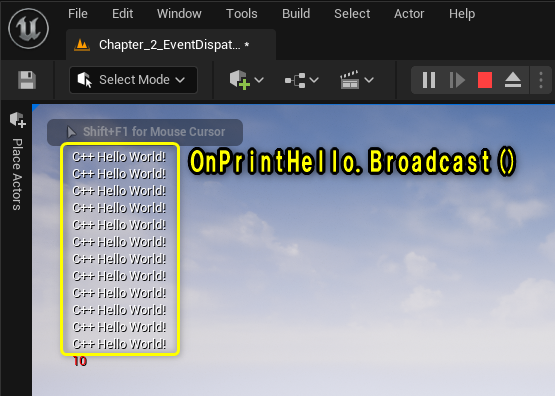 File Edit Window Tools Build Select Actor Help
Chapter_2_EventDispat... •
Select Mode
Place Actors
Shift+F1 for Mouse Cursor
C++ Hello World!
C++ Hello World!
C++ Hello World!
C++ Hello World!
C++ Hello World!
C++ Hello World!
C++ Hello World!
C++ Hello World!
C++ Hello World!
C++ Hello World!
C++ Hello World!
C++ Hello World!
10
OnPrintHello.Broadcast()